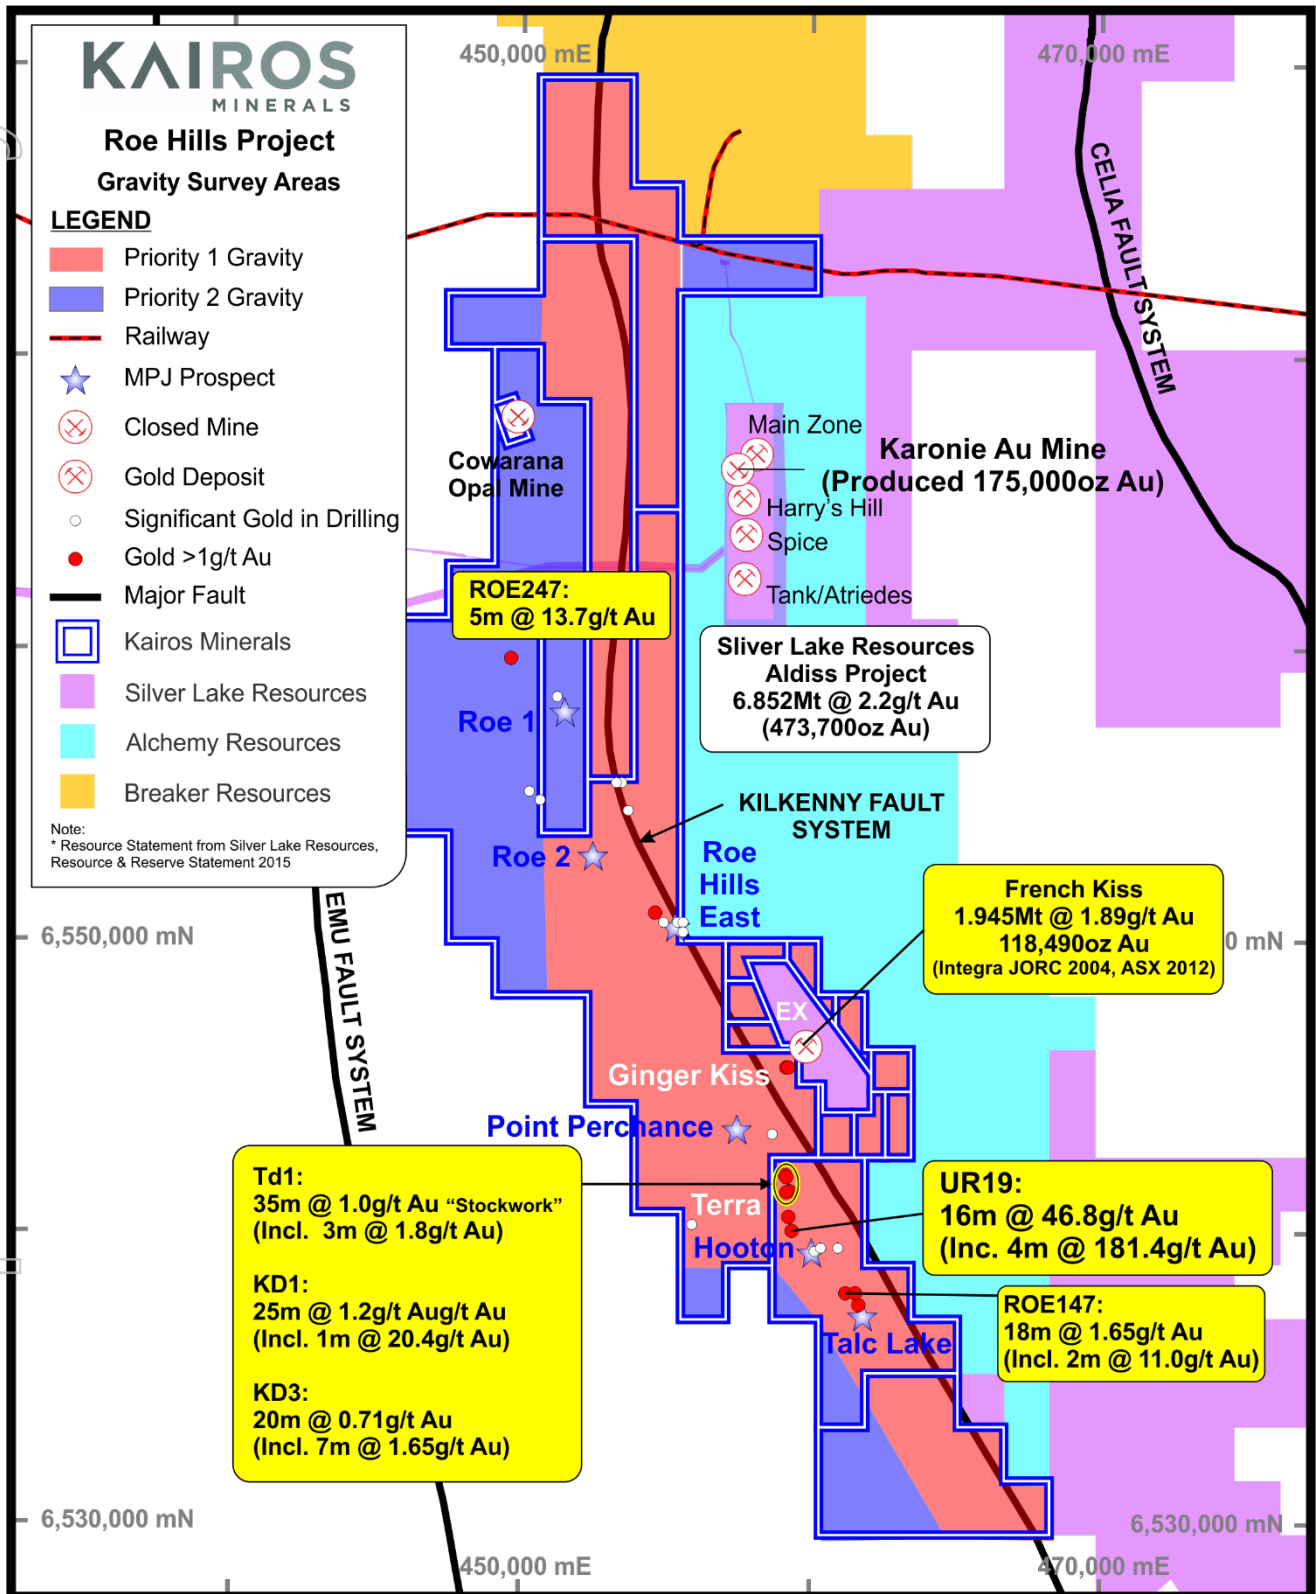 KAIROS
MINERALS
Roe Hills Project
Gravity Survey Areas
LEGEND
Priority 1 Gravity
Priority 2 Gravity
Railway
MPJ Prospect
Closed Mine
Gold Deposit
Significant Gold in Drilling
Gold >1g/t Au
Major Fault
Kairos Minerals
Silver Lake Resources
Alchemy Resources
Breaker Resources
Note:
* Resource Statement from Silver Lake Resources,
Resource & Reserve Statement 2015
450,000 mE
470,000 mE
CELIA FAULT SYSTEM
Cowarana
Opal Mine
Main Zone
Karonie Au Mine
(Produced 175,000oz Au)
Harry's Hill
Spice
Tank/Atriedes
ROE247:
5m @ 13.7g/t Au
Sliver Lake Resources
Aldiss Project
6.852Mt @ 2.2g/t Au
(473,700oz Au)
Roe 1
KILKENNY FAULT
SYSTEM
Roe 2
Roe
Hills
East
French Kiss
1.945Mt @ 1.89g/t Au
118,490oz Au
(Integra JORC 2004, ASX 2012)
6,550,000 mN
0 mN
EMU FAULT SYSTEM
EX
Ginger Kiss
Point Perchance
Td1:
35m @ 1.0g/t Au "Stockwork"
(Incl. 3m @ 1.8g/t Au)
KD1:
25m @ 1.2g/t Aug/t Au
(Incl. 1m @ 20.4g/t Au)
KD3:
20m @ 0.71g/t Au
(Incl. 7m @ 1.65g/t Au)
Terra
Hooton
UR19:
16m @ 46.8g/t Au
(Inc. 4m @ 181.4g/t Au)
ROE147:
18m @ 1.65g/t Au
(Incl. 2m @ 11.0g/t Au)
Talc Lake
6,530,000 mN
6,530,000 mN
450,000 mE
470,000 mE